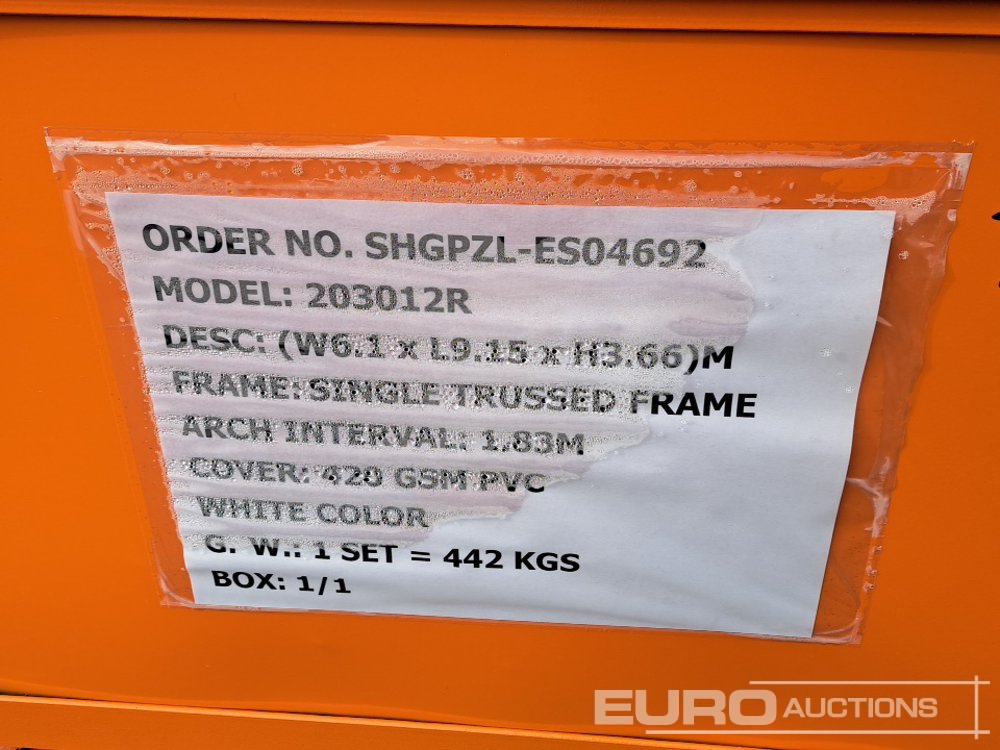 ORDER NO. SHGPZL-ES04692
MODEL: 203012R
DESC: (W6.1 x L9.15 x H3.66)M
FRAME: SINGLE TRUSSED FRAME
ARCH INTERVAL: 1.83M
COVER: 420 GSM PVC
WHITE COLOR
G. W.: 1 SET = 442 KGS
BOX: 1/1
EURO AUCTIONS